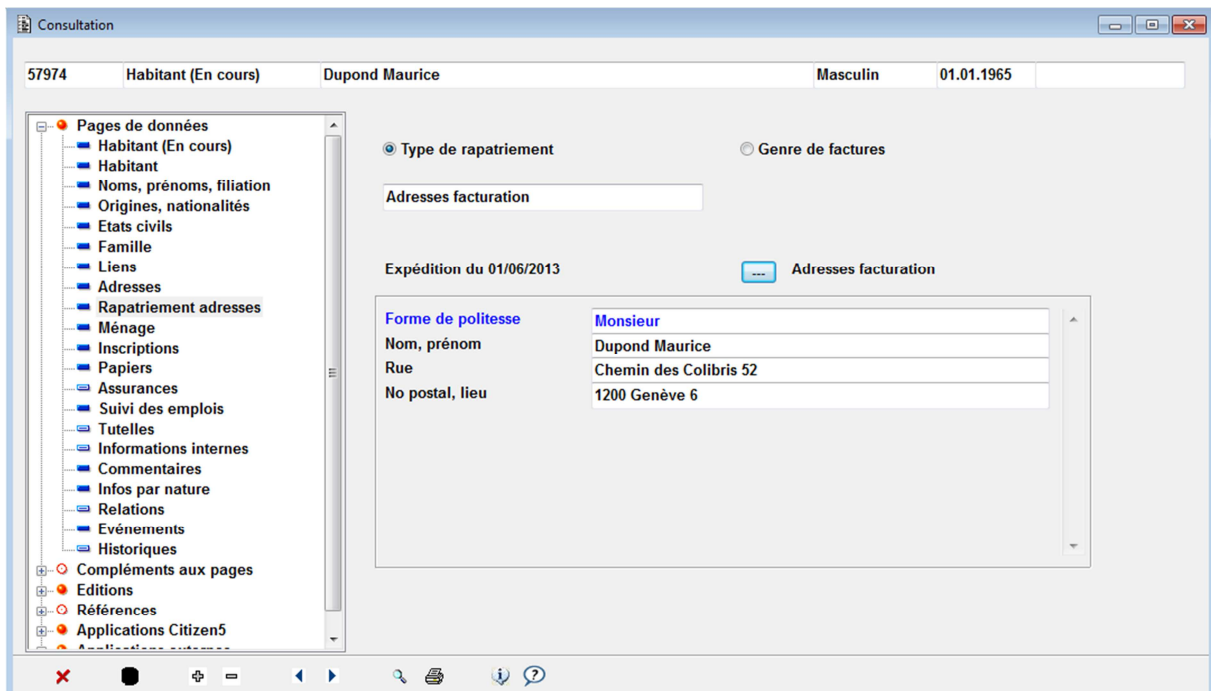 Consultation
57974 Habitant (En cours) Dupond Maurice Masculin 01.01.1965
Pages de données
Habitant (En cours)
Habitant
Noms, prénoms, filiation
Origines, nationalités
Etats civils
Famille
Liens
Adresses
Rapatriement adresses
Ménage
Inscriptions
Papiers
Assurances
Suivi des emplois
Tutelles
Informations internes
Commentaires
Infos par nature
Relations
Evénements
Historiques
Compléments aux pages
Editions
Références
Applications Citizen5
Applications externes
Type de rapatriement Genre de factures
Adresses facturation
Expédition du 01/06/2013 ... Adresses facturation
Forme de politesse Monsieur
Nom, prénom Dupond Maurice
Rue Chemin des Colibris 52
No postal, lieu 1200 Genève 6